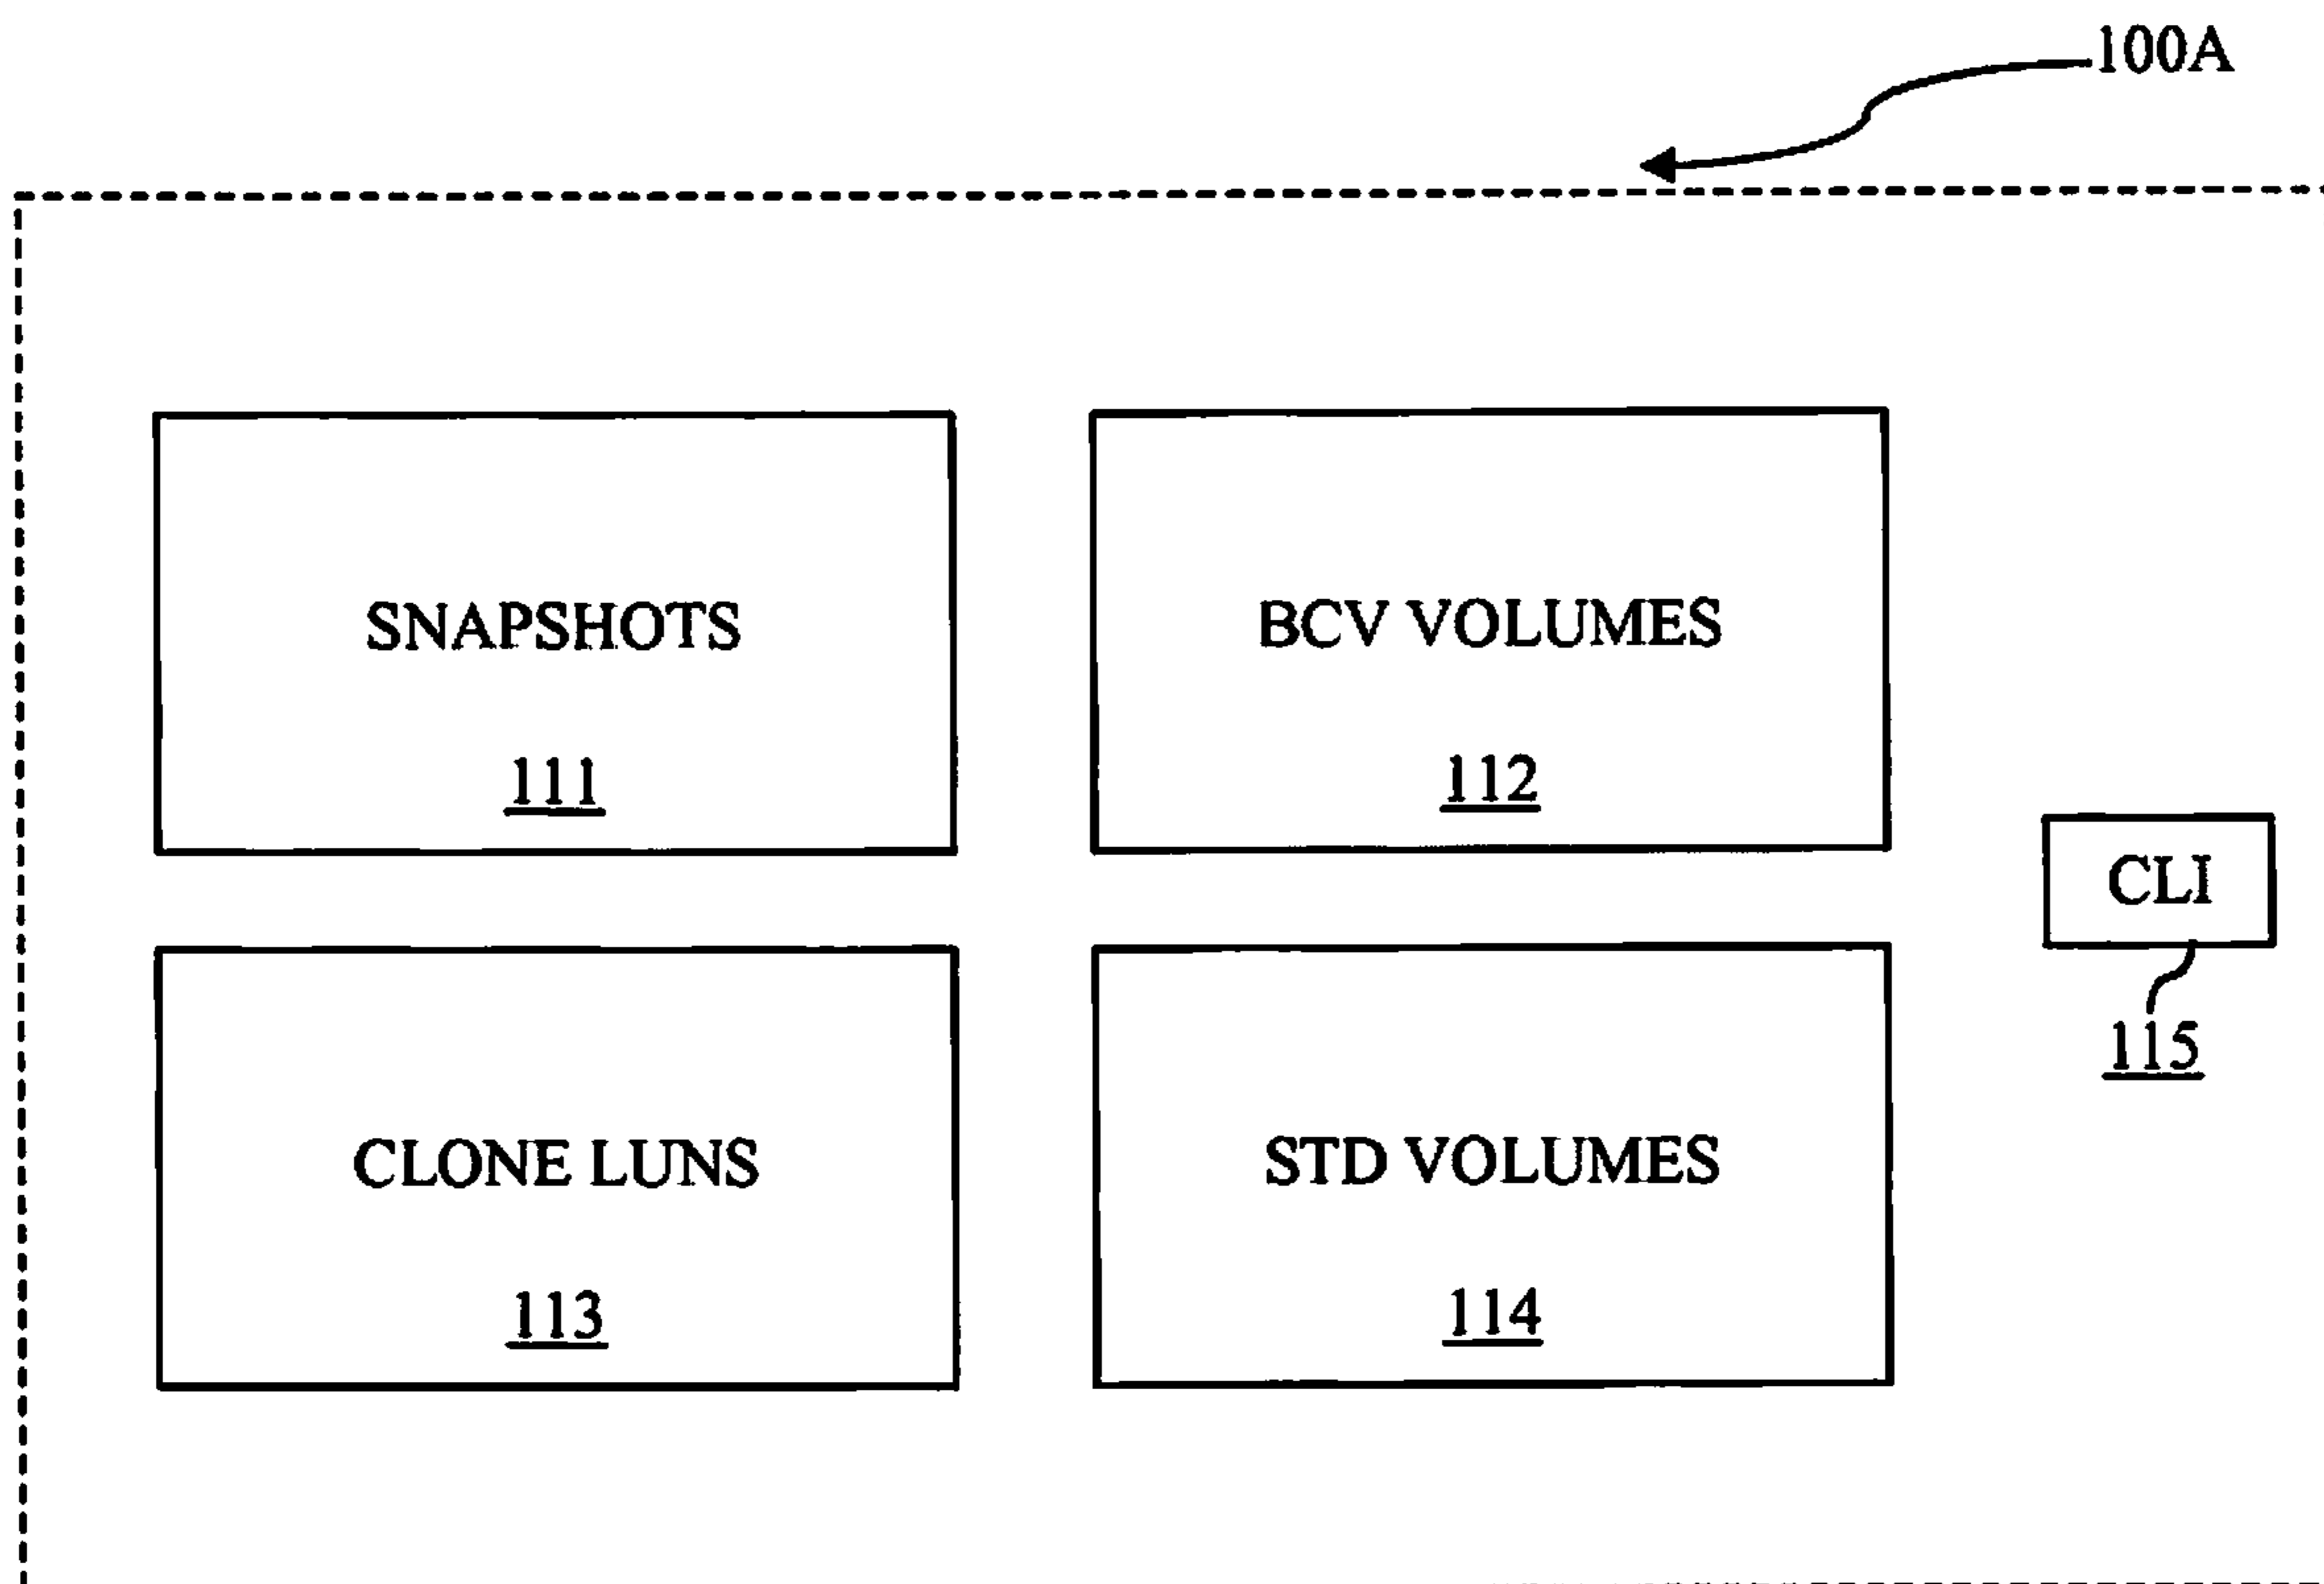 100A
SNAPSHOTS
111
BCV VOLUMES
112
CLI
115
CLONE LUNS
113
STD VOLUMES
114